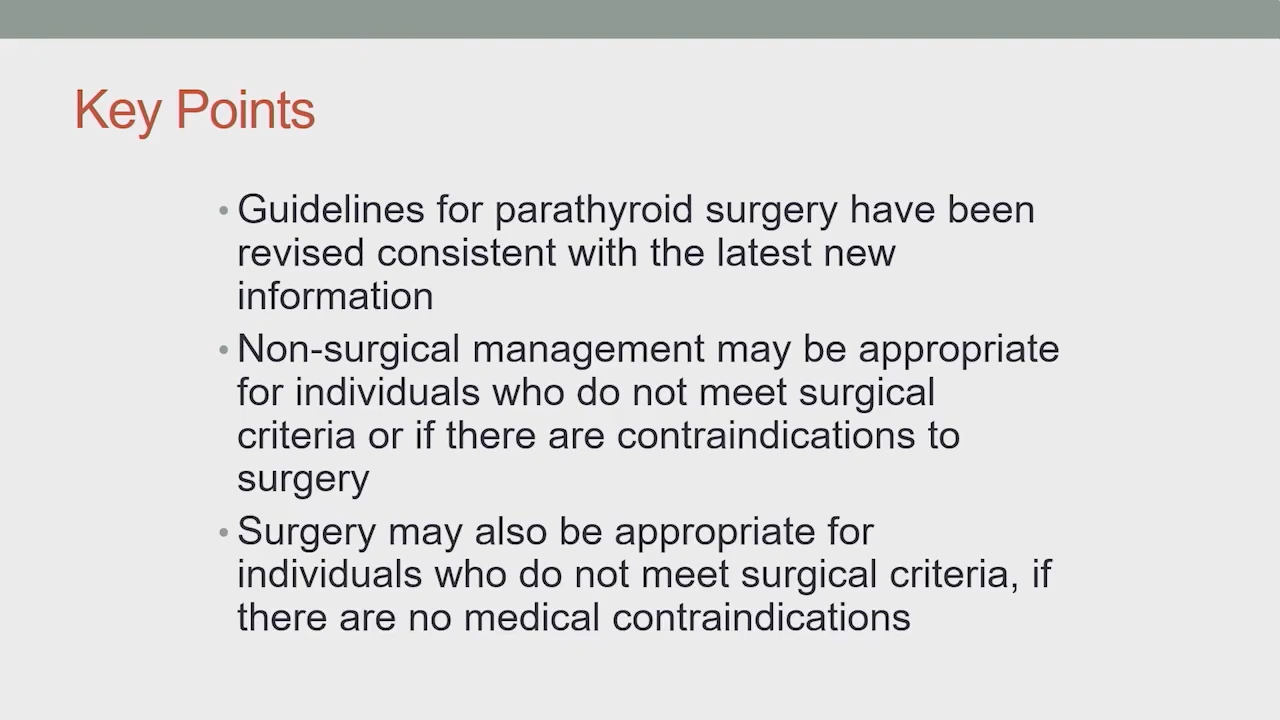 Key Points
• Guidelines for parathyroid surgery have been
revised consistent with the latest new
information
• Non-surgical management may be appropriate
for individuals who do not meet surgical
criteria or if there are contraindications to
surgery
• Surgery may also be appropriate for
individuals who do not meet surgical criteria, if
there are no medical contraindications